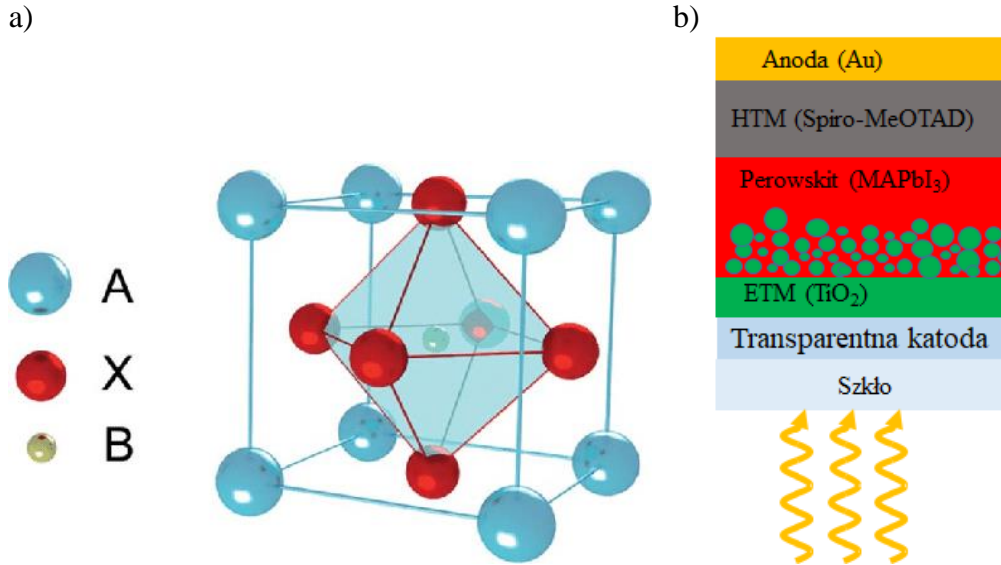 a)
b)
A
X
B
Anoda (Au)
HTM (Spiro-MeOTAD)
Perowskit (MAPbI₃)
ETM (TiO₂)
Transparentna katoda
Szkło